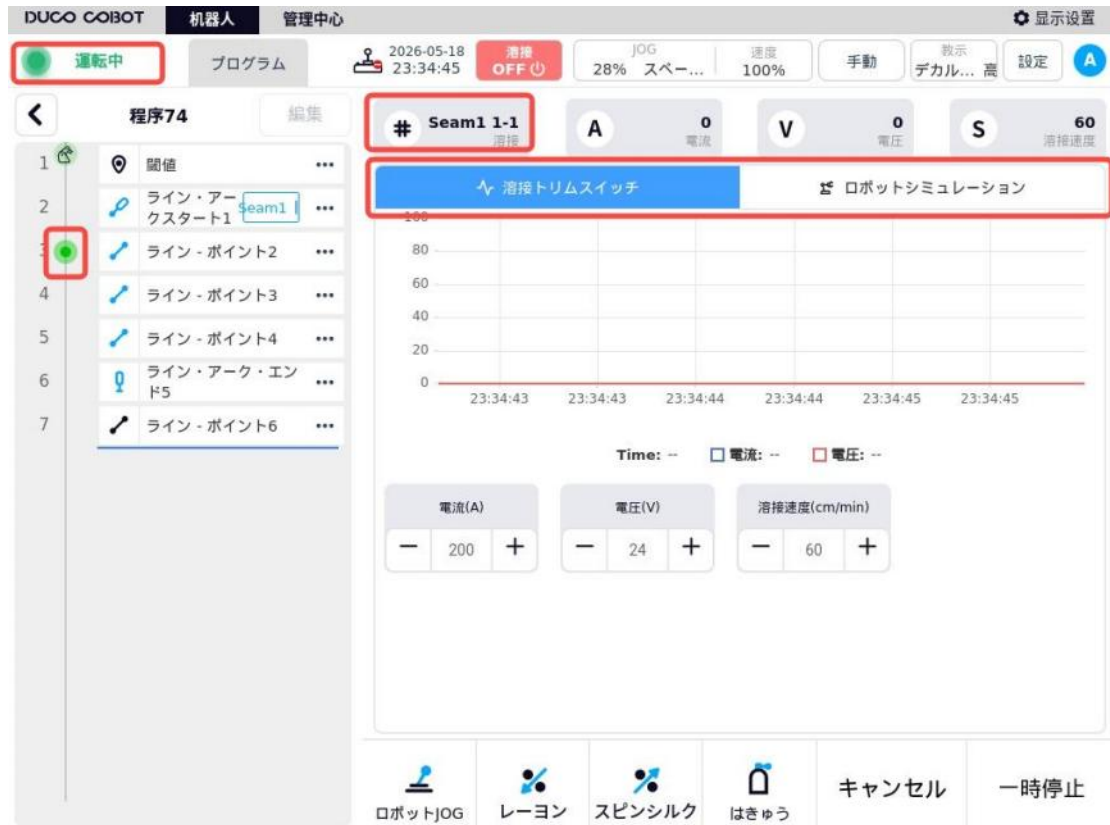 DUCO COBOT 机器人 管理中心 显示设置
運転中 プログラム 2026-05-18 23:34:45 溶接 OFF JOG 28% スペー... 速度 100% 手動 教示 デカル... 高 設定 A
程序74 編集
# Seam1 1-1 溶接 A 0 電流 V 0 電圧 S 60 溶接速度
1 閾値 •••
2 ライン・アークスタート1 Seam1 •••
3 ライン - ポイント2 •••
4 ライン - ポイント3 •••
5 ライン - ポイント4 •••
6 ライン・アーク・エンド5 •••
7 ライン - ポイント6 •••
溶接トリムスイッチ ロボットシミュレーション
100
80
60
40
20
0
23:34:43 23:34:43 23:34:44 23:34:44 23:34:45 23:34:45
Time: -- 電流: -- 電圧: --
電流(A) 電圧(V) 溶接速度(cm/min)
− 200 + − 24 + − 60 +
ロボットJOG レーヨン スピンシルク はきゅう キャンセル 一時停止